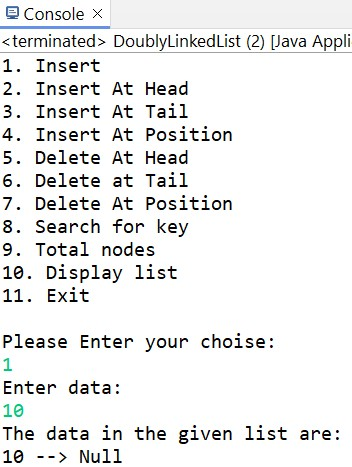 Console
<terminated> DoublyLinkedList (2) [Java Appli
1. Insert
2. Insert At Head
3. Insert At Tail
4. Insert At Position
5. Delete At Head
6. Delete at Tail
7. Delete At Position
8. Search for key
9. Total nodes
10. Display list
11. Exit
Please Enter your choise:
1
Enter data:
10
The data in the given list are:
10 --> Null